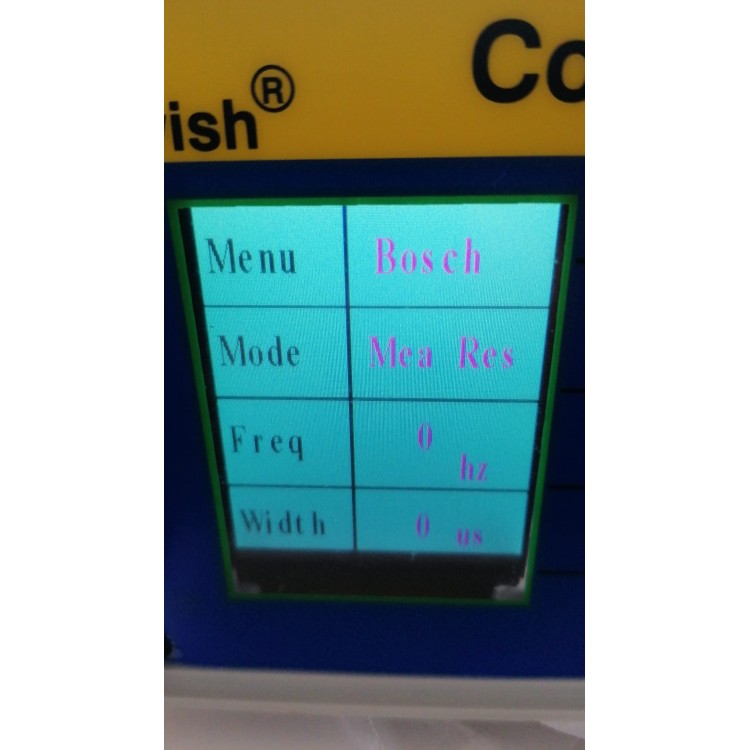 ish®
Co
Menu Bosch
Mode Mea Res
Freq 0 hz
Width 0 us